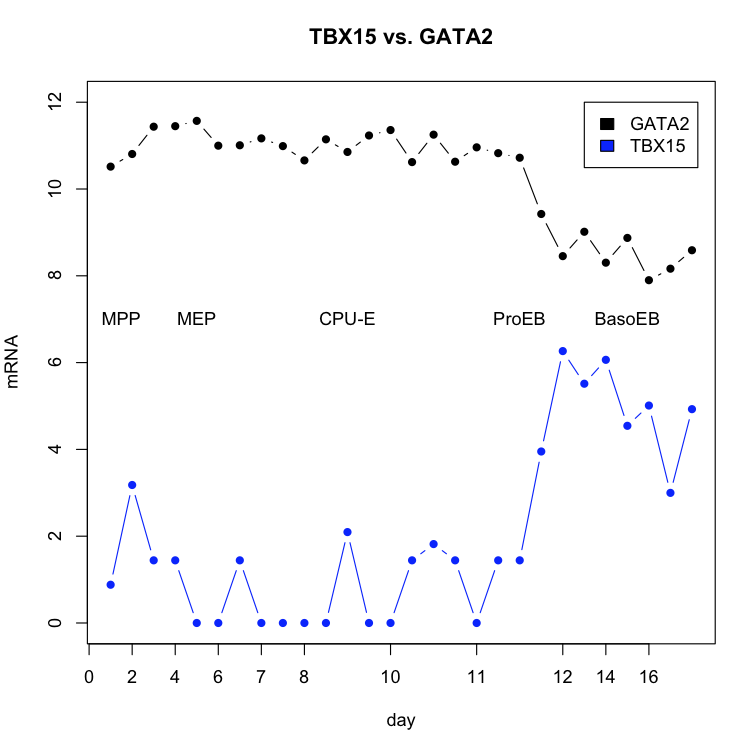 TBX15 vs. GATA2
12
10
8
6
4
2
0
mRNA
GATA2
TBX15
MPP MEP CPU-E ProEB BasoEB
0 2 4 6 7 8 10 11 12 14 16
day